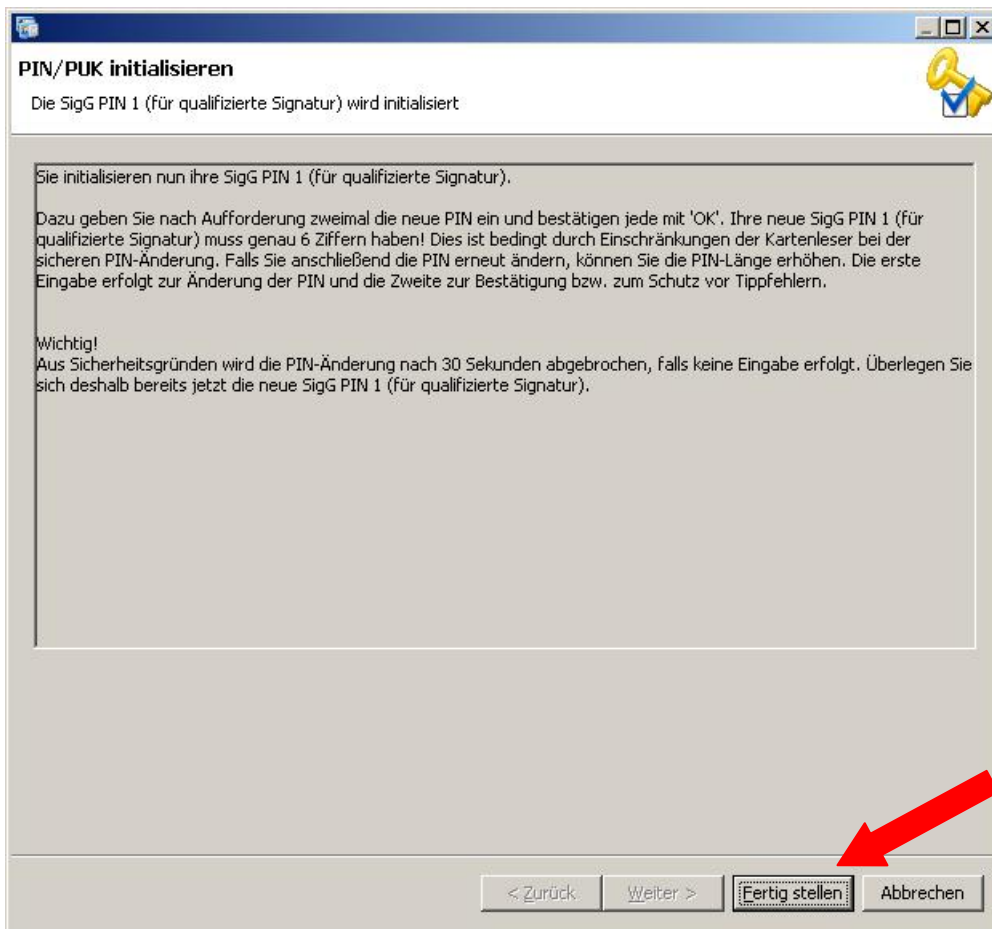 PIN/PUK initialisieren
Die SigG PIN 1 (für qualifizierte Signatur) wird initialisiert
Sie initialisieren nun ihre SigG PIN 1 (für qualifizierte Signatur).
Dazu geben Sie nach Aufforderung zweimal die neue PIN ein und bestätigen jede mit 'OK'. Ihre neue SigG PIN 1 (für
qualifizierte Signatur) muss genau 6 Ziffern haben! Dies ist bedingt durch Einschränkungen der Kartenleser bei der
sicheren PIN-Änderung. Falls Sie anschließend die PIN erneut ändern, können Sie die PIN-Länge erhöhen. Die erste
Eingabe erfolgt zur Änderung der PIN und die Zweite zur Bestätigung bzw. zum Schutz vor Tippfehlern.
Wichtig!
Aus Sicherheitsgründen wird die PIN-Änderung nach 30 Sekunden abgebrochen, falls keine Eingabe erfolgt. Überlegen Sie
sich deshalb bereits jetzt die neue SigG PIN 1 (für qualifizierte Signatur).
< Zurück Weiter > Fertig stellen Abbrechen